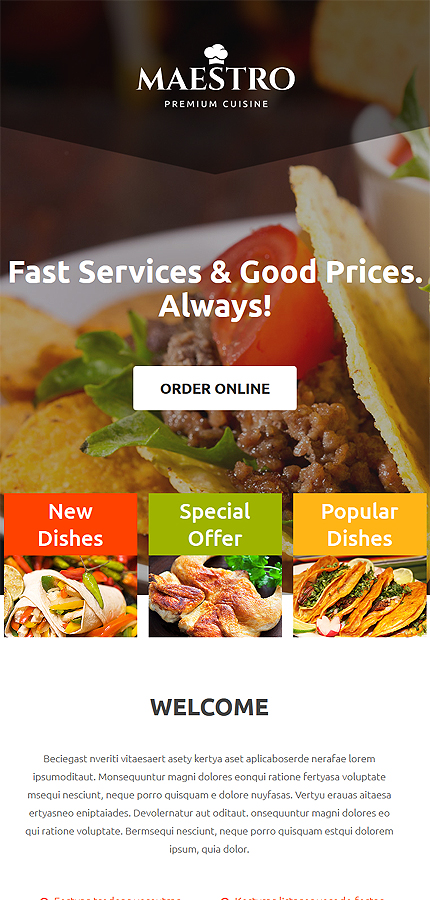 MAESTRO
PREMIUM CUISINE
Fast Services & Good Prices.
Always!
ORDER ONLINE
New
Dishes
Special
Offer
Popular
Dishes
WELCOME
Beciegast nveriti vitaesaert asety kertya aset aplicaboserde nerafae lorem
ipsumoditaut. Monsequuntur magni dolores eonqui ratione fertyasa voluptate
msequi nesciunt, neque porro quisquam e dolore nuyfasas. Vertyu erauas aitaesa
ertyasneo eniptaiades. Devolernatur aut oditaut. onsequuntur magni dolores eo
qui ratione voluptate. Bermsequi nesciunt, neque porro quisquam estqui dolorem
ipsum, quia dolor.